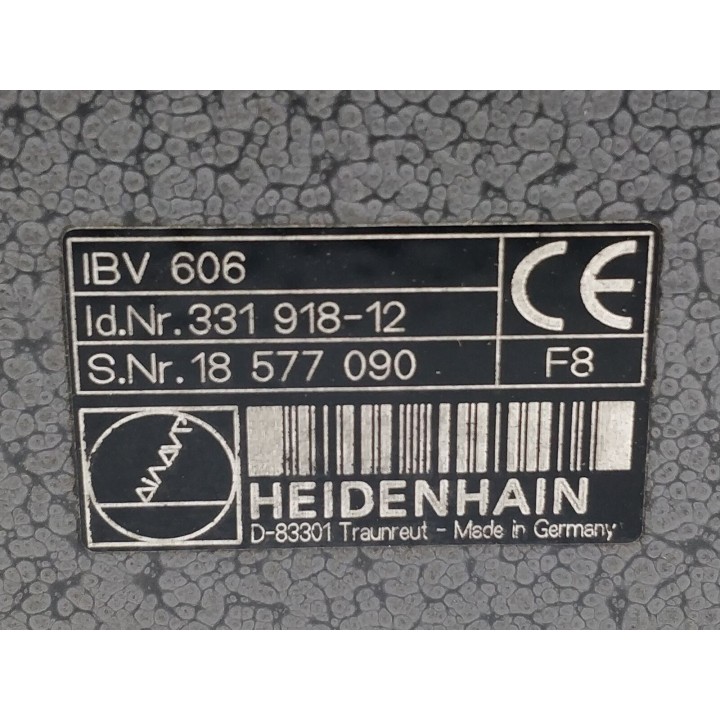 IBV 606
Id.Nr. 331 918-12
S.Nr. 18 577 090
CE
F8
HEIDENHAIN
D-83301 Traunreut - Made in Germany